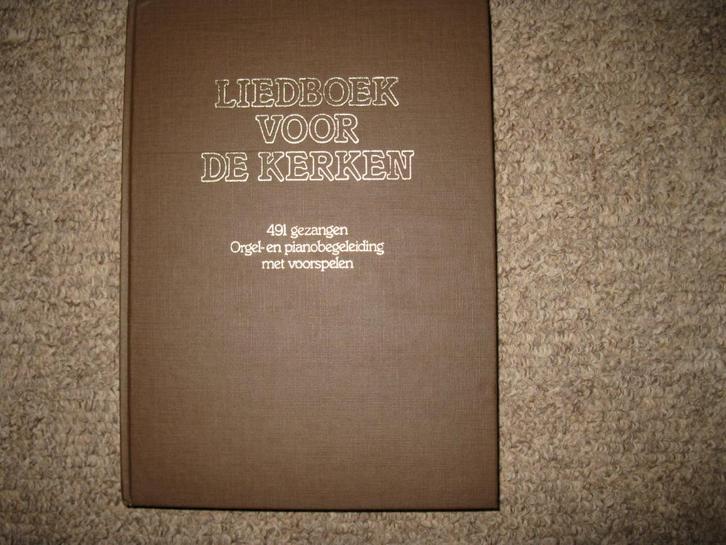 LIEDBOEK
VOOR
DE KERKEN
491 gezangen
Orgel- en pianobegeleiding
met voorspelen